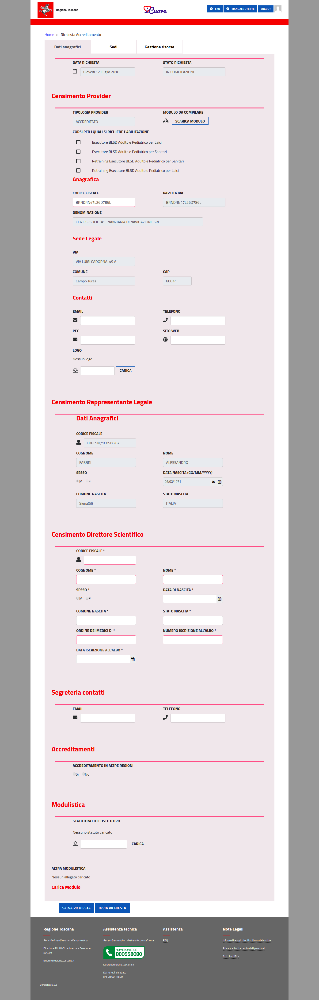 Regione Toscana
iCuore
FAQ
MANUALE UTENTE
LOGOUT
Home > Richiesta Accreditamento
Dati anagrafici
Sedi
Gestione risorse
DATA RICHIESTA
STATO RICHIESTA
Giovedì 12 Luglio 2018
IN COMPILAZIONE
Censimento Provider
TIPOLOGIA PROVIDER
MODULO DA COMPILARE
ACCREDITATO
SCARICA MODULO
CORSI PER I QUALI SI RICHIEDE L'ABILITAZIONE
Esecutore BLSD Adulto e Pediatrico per Laici
Esecutore BLSD Adulto e Pediatrico per Sanitari
Retraining Esecutore BLSD Adulto e Pediatrico per Sanitari
Retraining Esecutore BLSD Adulto e Pediatrico per Laici
Anagrafica
CODICE FISCALE
PARTITA IVA
BRNDRN47L26D786L
BRNDRN47L26D786L
DENOMINAZIONE
CERT2 - SOCIETA' FINANZIARIA DI NAVIGAZIONE SRL
Sede Legale
VIA
VIA LUIGI CADORNA, 49 A
COMUNE
CAP
Campo Tures
80014
Contatti
EMAIL
TELEFONO
PEC
SITO WEB
LOGO
Nessun logo
CARICA
Censimento Rappresentante Legale
Dati Anagrafici
CODICE FISCALE
FBBLSN71C05I726Y
COGNOME
NOME
FABBRI
ALESSANDRO
SESSO
DATA NASCITA (GG/MM/YYYY)
M F
05/03/1971
COMUNE NASCITA
STATO NASCITA
Siena(SI)
ITALIA
Censimento Direttore Scientifico
CODICE FISCALE *
COGNOME *
NOME *
SESSO *
DATA DI NASCITA *
M F
COMUNE NASCITA *
STATO NASCITA *
ORDINE DEI MEDICI DI *
NUMERO ISCRIZIONE ALL'ALBO *
DATA ISCRIZIONE ALL'ALBO *
Segreteria contatti
EMAIL
TELEFONO
Accreditamenti
ACCREDITAMENTO IN ALTRE REGIONI
Si No
Modulistica
STATUTO/ATTO COSTITUTIVO
Nessuno statuto caricato
CARICA
ALTRA MODULISTICA
Nessun allegato caricato
Carica Modulo
SALVA RICHIESTA
INVIA RICHIESTA
Regione Toscana
Per chiarimenti relativi alla normativa:
Direzione Diritti Cittadinanza e Coesione
Sociale
icuore@regione.toscana.it
Assistenza tecnica
Per problematiche relative alla piattaforma
NUMERO VERDE
800558080
icuore@regione.toscana.it
Dal lunedì al sabato
ore 08:00-18:00
Assistenza
FAQ
Note Legali
Informative agli utenti sull'uso dei cookie
Privacy e trattamento dati personali
Atti di notifica
Versione: 5.2.6